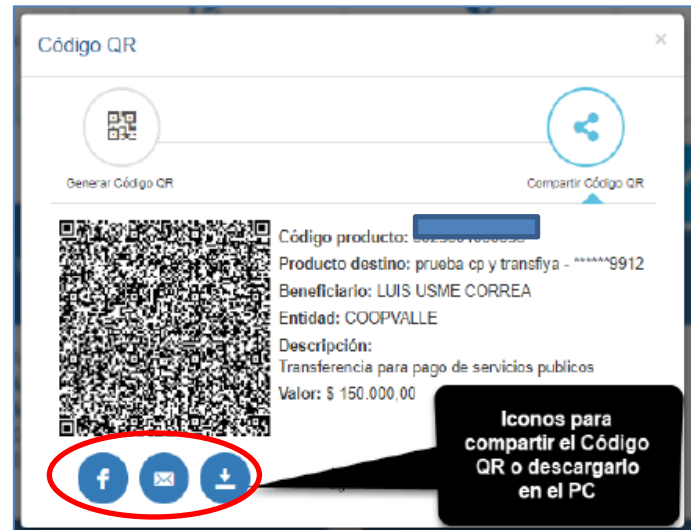 Código QR
×
Generar Código QR
Compartir Código QR
Código producto:
Producto destino: prueba cp y transfiya - ******9912
Beneficiario: LUIS USME CORREA
Entidad: COOPVALLE
Descripción:
Transferencia para pago de servicios publicos
Valor: $ 150.000,00
Iconos para
compartir el Código
QR o descargarlo
en el PC